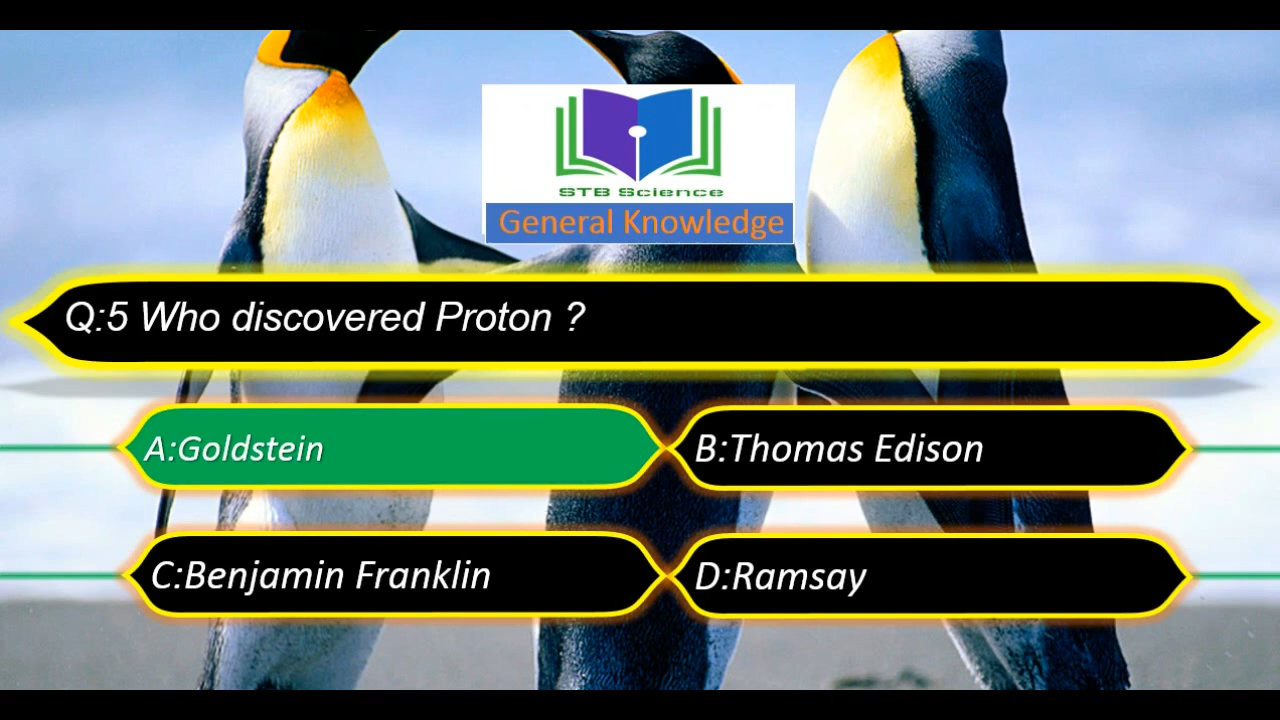 STB Science
General Knowledge
Q:5 Who discovered Proton ?
A:Goldstein
B:Thomas Edison
C:Benjamin Franklin
D:Ramsay